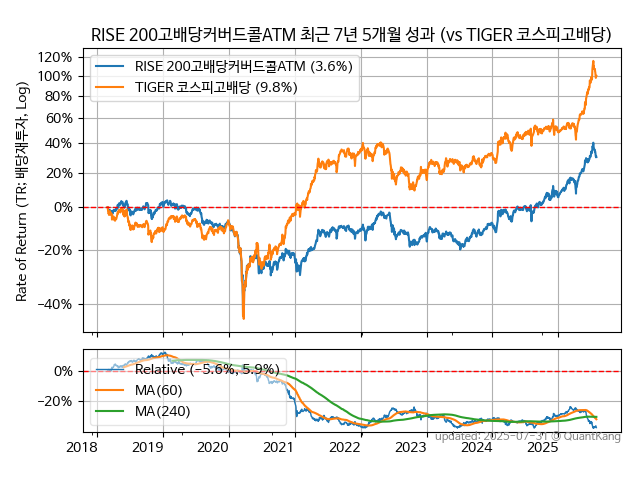 RISE 200고배당커버드콜ATM 최근 7년 5개월 성과 (vs TIGER 코스피고배당)
Rate of Return (TR: 배당재투자, Log)
120%
100%
80%
60%
40%
20%
0%
−20%
−40%
RISE 200고배당커버드콜ATM (3.6%)
TIGER 코스피고배당 (9.8%)
0%
−20%
Relative (−5.6%, 5.9%)
MA(60)
MA(240)
2018
2019
2020
2021
2022
2023
2024
2025
updated: 2025-07-31 © QuantKang